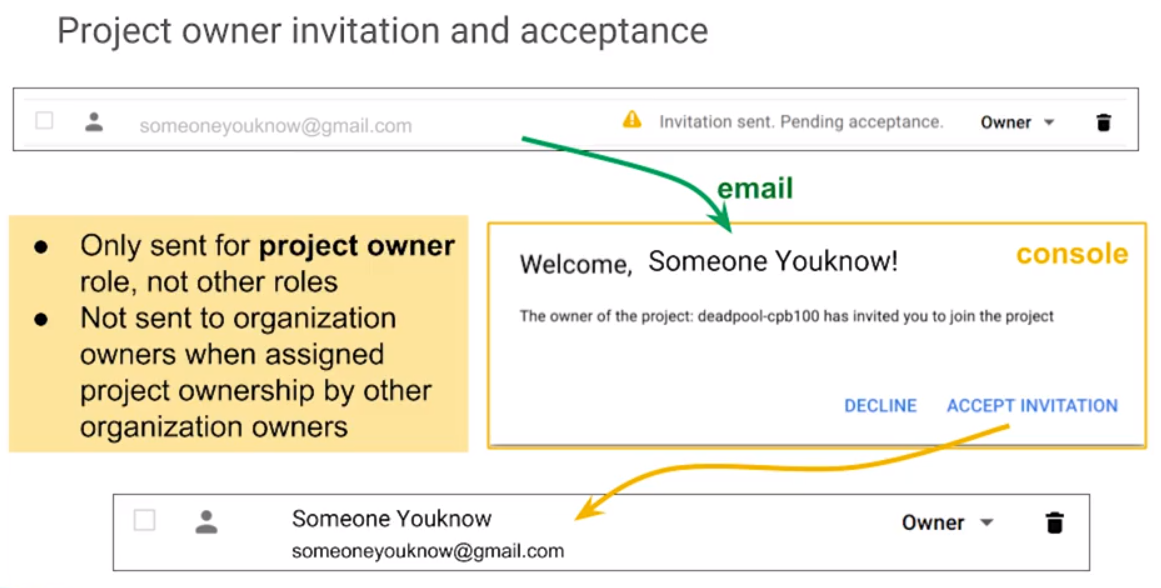 Project owner invitation and acceptance
someoneyouknow@gmail.com Invitation sent. Pending acceptance. Owner
email
● Only sent for project owner
role, not other roles
● Not sent to organization
owners when assigned
project ownership by other
organization owners
console
Welcome, Someone Youknow!
The owner of the project: deadpool-cpb100 has invited you to join the project
DECLINE ACCEPT INVITATION
Someone Youknow Owner
someoneyouknow@gmail.com